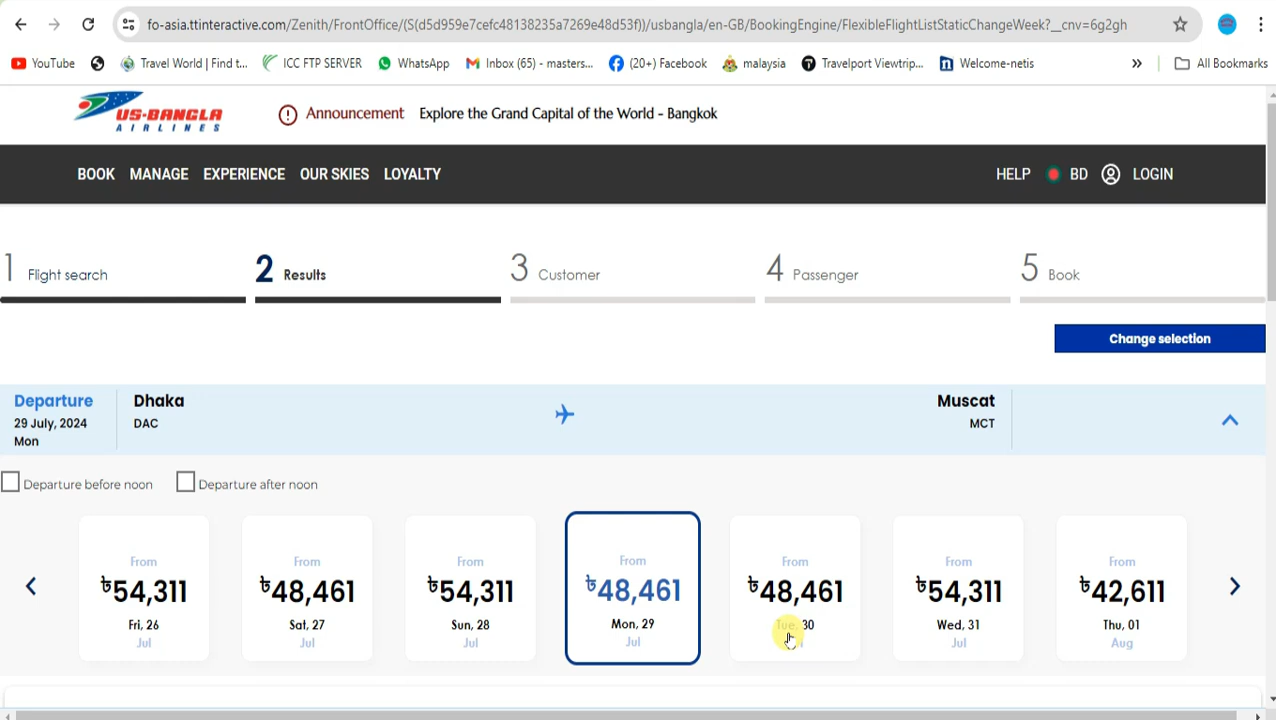 fo-asia.ttinteractive.com/Zenith/FrontOffice/(S(d5d959e7cefc48138235a7269e48d53f))/usbangla/en-GB/BookingEngine/FlexibleFlightListStaticChangeWeek?__cnv=6g2gh
YouTube Travel World | Find t... ICC FTP SERVER WhatsApp Inbox (65) - masters... (20+) Facebook malaysia Travelport Viewtrip... Welcome-netis » All Bookmarks
US-BANGLA
AIRLINES
Announcement Explore the Grand Capital of the World - Bangkok
BOOK MANAGE EXPERIENCE OUR SKIES LOYALTY HELP BD LOGIN
1 Flight search 2 Results 3 Customer 4 Passenger 5 Book
Change selection
Departure Dhaka Muscat
29 July, 2024 DAC MCT
Mon
Departure before noon Departure after noon
From From From From From From From
৳54,311 ৳48,461 ৳54,311 ৳48,461 ৳48,461 ৳54,311 ৳42,611
Fri, 26 Sat, 27 Sun, 28 Mon, 29 Tue, 30 Wed, 31 Thu, 01
Jul Jul Jul Jul Jul Jul Aug